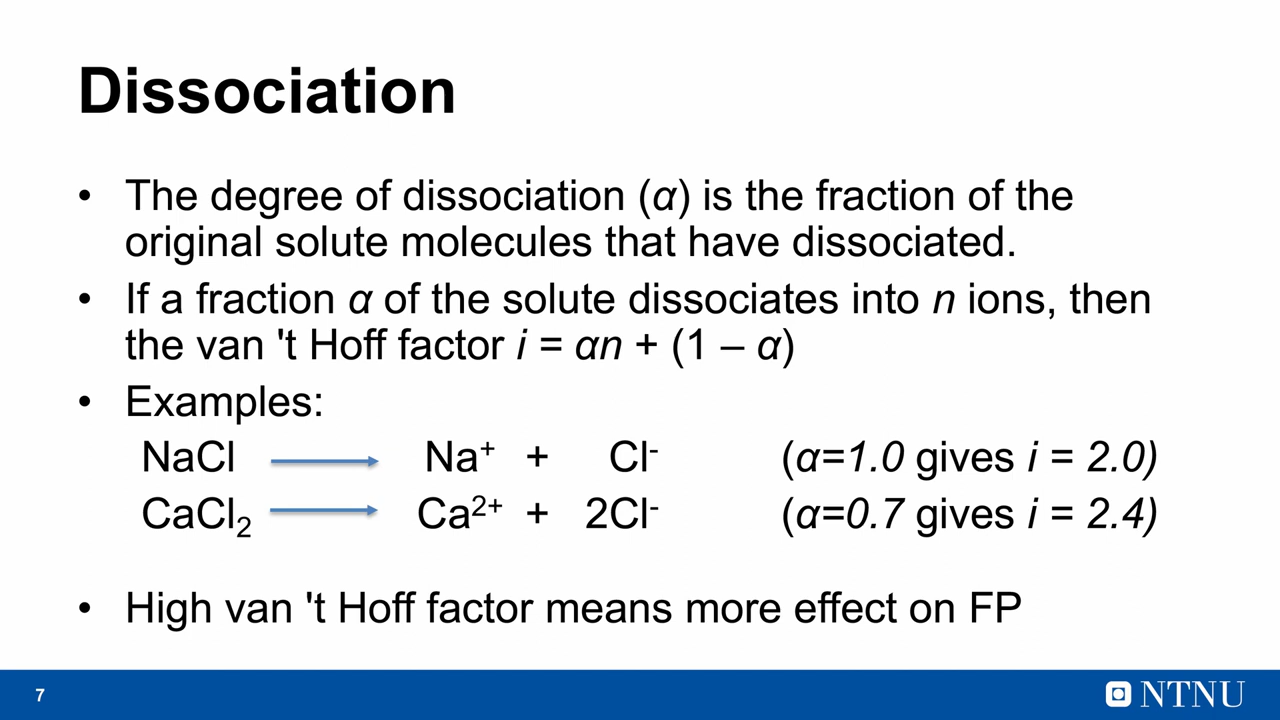 Dissociation
• The degree of dissociation (α) is the fraction of the
original solute molecules that have dissociated.
• If a fraction α of the solute dissociates into n ions, then
the van 't Hoff factor i = αn + (1 – α)
• Examples:
NaCl → Na⁺ + Cl⁻ (α=1.0 gives i = 2.0)
CaCl₂ → Ca²⁺ + 2Cl⁻ (α=0.7 gives i = 2.4)
• High van 't Hoff factor means more effect on FP
7 NTNU